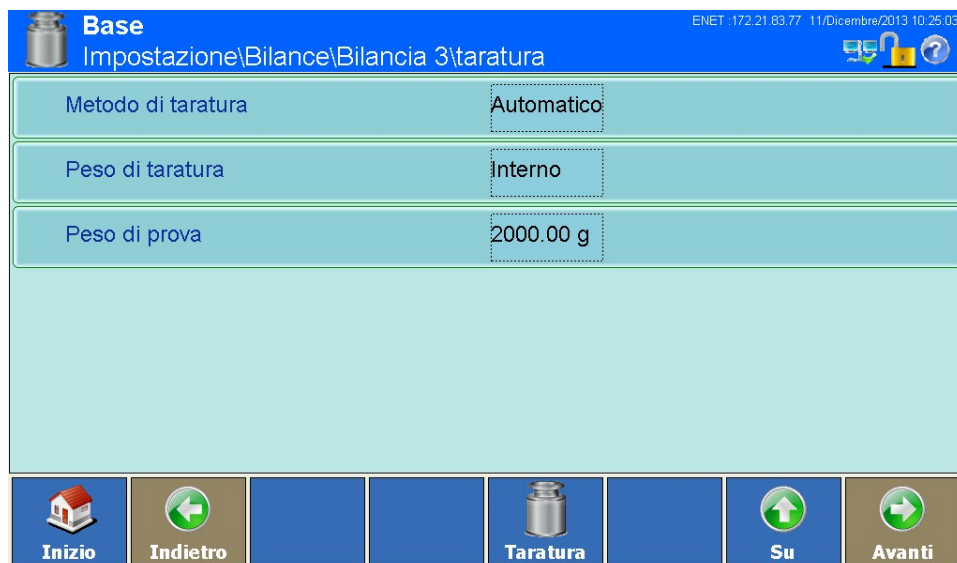 Base
ENET :172.21.83.77 11/Dicembre/2013 10:25:03
Impostazione\Bilance\Bilancia 3\taratura
Metodo di taratura Automatico
Peso di taratura Interno
Peso di prova 2000.00 g
Inizio Indietro Taratura Su Avanti